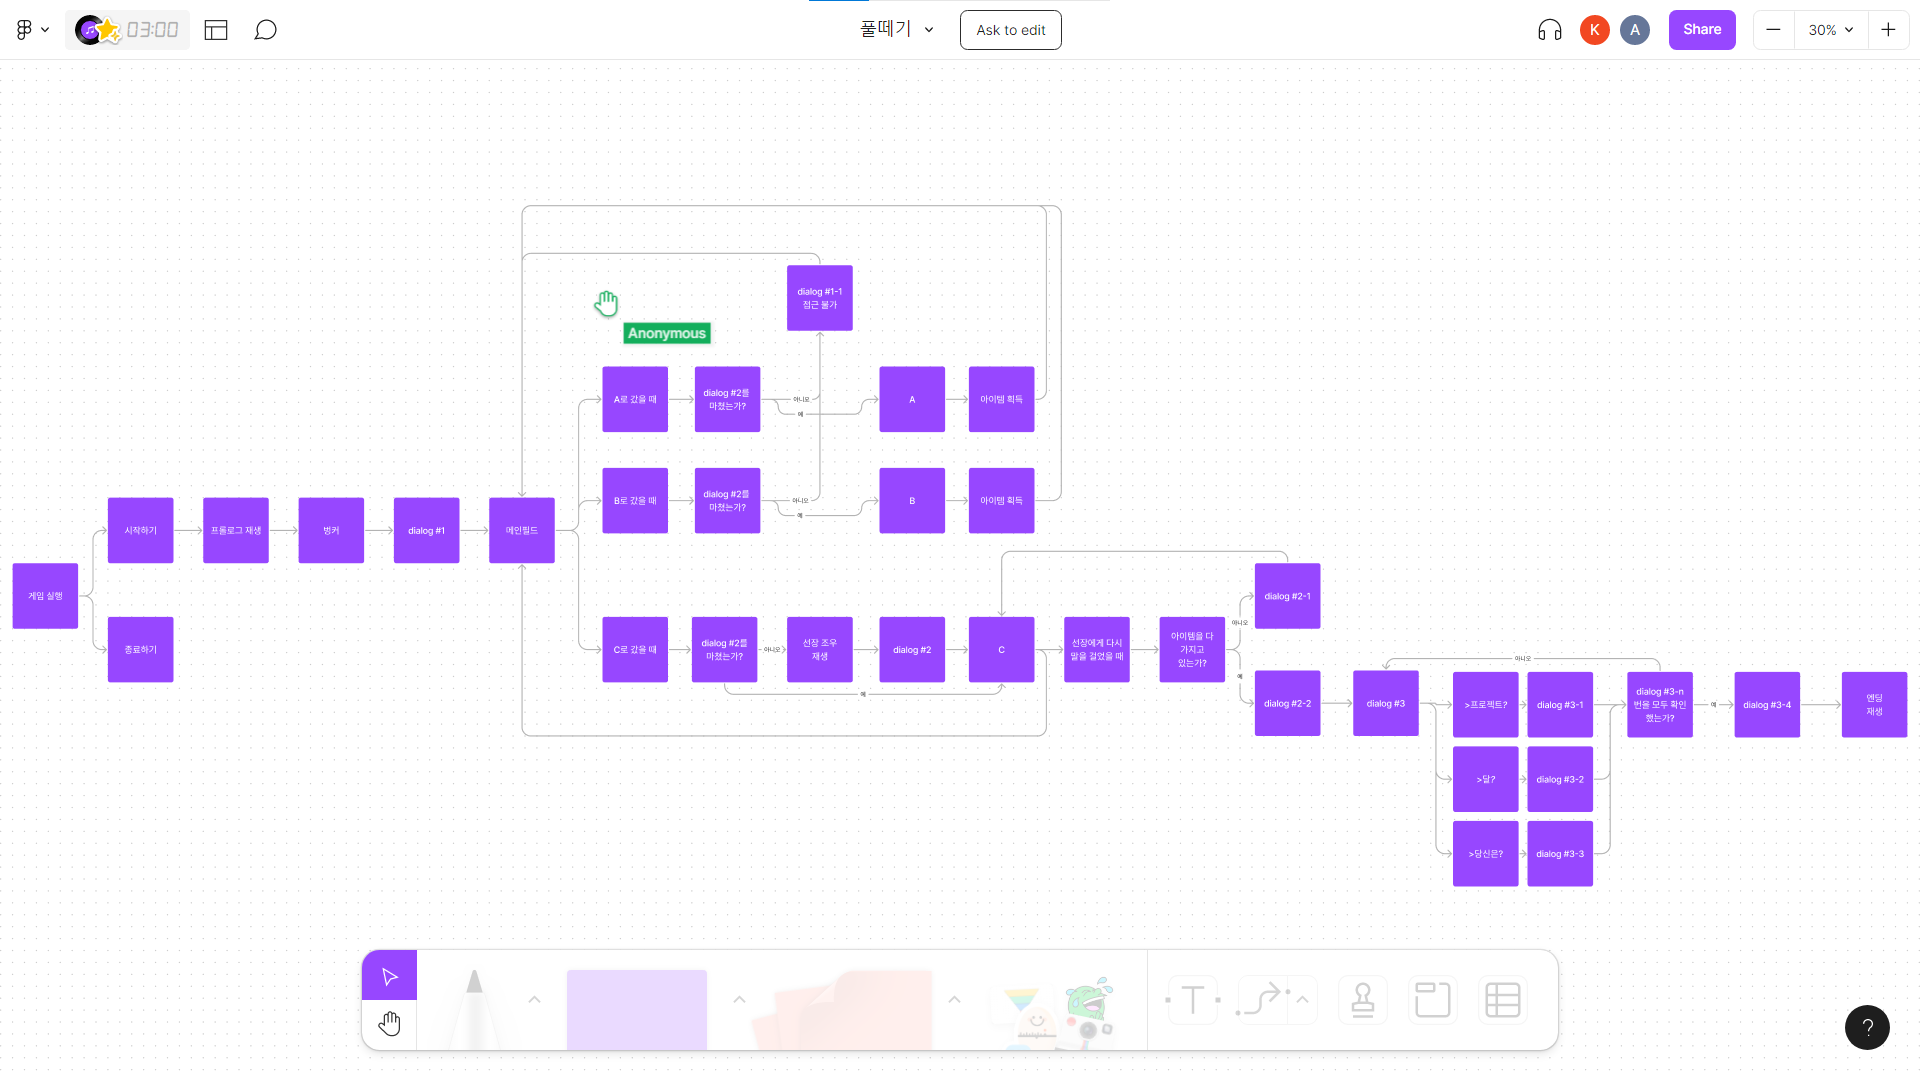 03:00
풀떼기
Ask to edit
K
A
Share
30%
dialog #1-1
접근 불가
Anonymous
A로 갔을 때
dialog #2를
마쳤는가?
아니오
예
A
아이템 획득
B로 갔을 때
dialog #2를
마쳤는가?
아니오
예
B
아이템 획득
시작하기
프롤로그 재생
벙커
dialog #1
메인필드
게임 실행
종료하기
C로 갔을 때
dialog #2를
마쳤는가?
아니오
예
선장 조우
재생
dialog #2
C
선장에게 다시
말을 걸었을 때
아이템을 다
가지고
있는가?
아니오
예
dialog #2-1
dialog #2-2
dialog #3
아니오
>프로젝트?
dialog #3-1
dialog #3-n
번을 모두 확인
했는가?
예
dialog #3-4
엔딩
재생
>달?
dialog #3-2
>당신은?
dialog #3-3
T
?